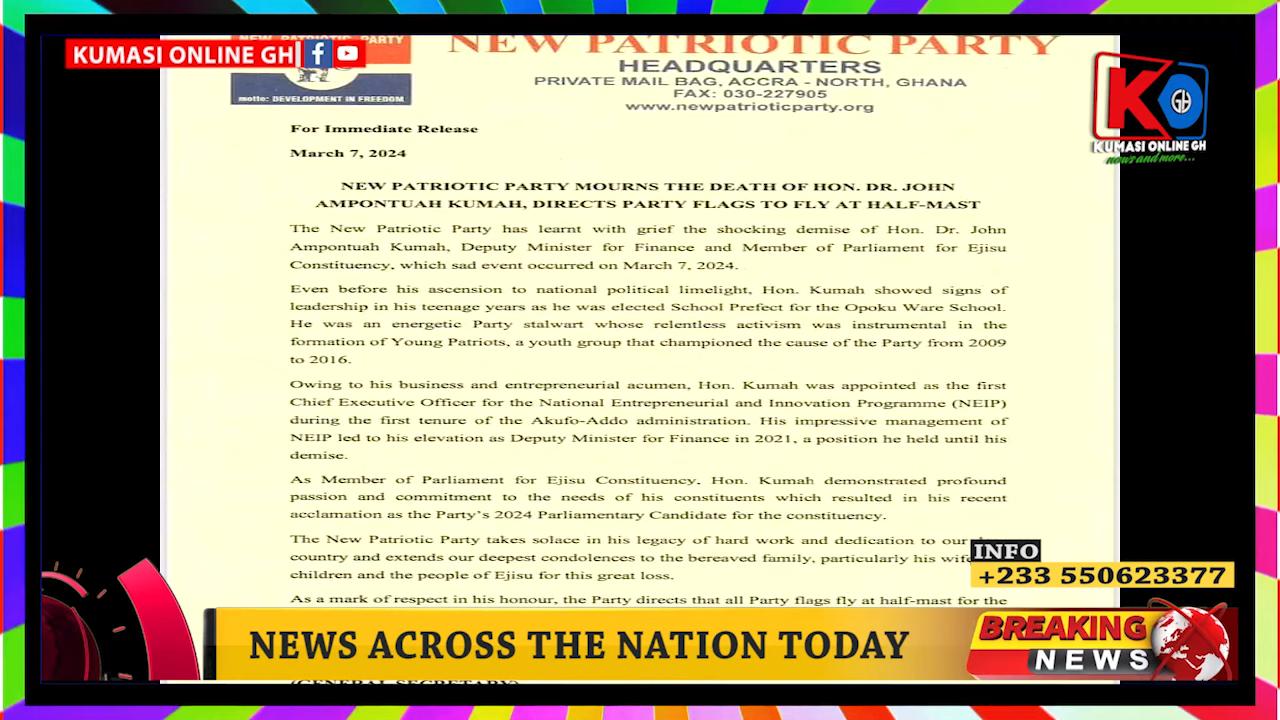 KUMASI ONLINE GH
NEW PATRIOTIC PARTY
motto: DEVELOPMENT IN FREEDOM
NEW PATRIOTIC PARTY
HEADQUARTERS
PRIVATE MAIL BAG, ACCRA - NORTH, GHANA
FAX: 030-227905
www.newpatrioticparty.org
KO
GH
KUMASI ONLINE GH
news and more...
For Immediate Release
March 7, 2024
NEW PATRIOTIC PARTY MOURNS THE DEATH OF HON. DR. JOHN
AMPONTUAH KUMAH, DIRECTS PARTY FLAGS TO FLY AT HALF-MAST
The New Patriotic Party has learnt with grief the shocking demise of Hon. Dr. John
Ampontuah Kumah, Deputy Minister for Finance and Member of Parliament for Ejisu
Constituency, which sad event occurred on March 7, 2024.
Even before his ascension to national political limelight, Hon. Kumah showed signs of
leadership in his teenage years as he was elected School Prefect for the Opoku Ware School.
He was an energetic Party stalwart whose relentless activism was instrumental in the
formation of Young Patriots, a youth group that championed the cause of the Party from 2009
to 2016.
Owing to his business and entrepreneurial acumen, Hon. Kumah was appointed as the first
Chief Executive Officer for the National Entrepreneurial and Innovation Programme (NEIP)
during the first tenure of the Akufo-Addo administration. His impressive management of
NEIP led to his elevation as Deputy Minister for Finance in 2021, a position he held until his
demise.
As Member of Parliament for Ejisu Constituency, Hon. Kumah demonstrated profound
passion and commitment to the needs of his constituents which resulted in his recent
acclamation as the Party's 2024 Parliamentary Candidate for the constituency.
The New Patriotic Party takes solace in his legacy of hard work and dedication to our
country and extends our deepest condolences to the bereaved family, particularly his wife
children and the people of Ejisu for this great loss.
As a mark of respect in his honour, the Party directs that all Party flags fly at half-mast for the
INFO
+233 550623377
NEWS ACROSS THE NATION TODAY
BREAKING
NEWS
(GENERAL SECRETARY)